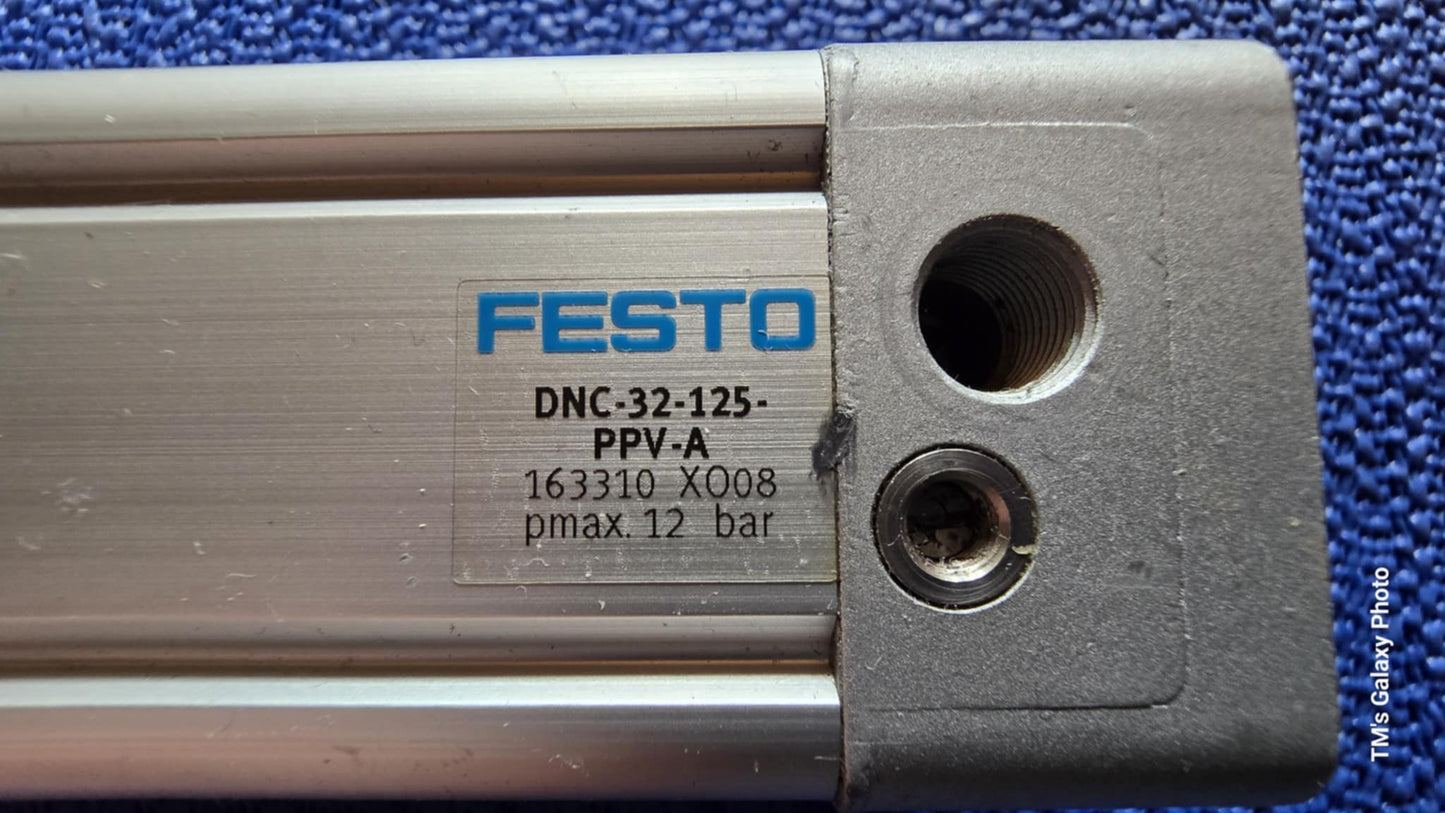 FESTO
DNC-32-125-
PPV-A
163310 XO08
pmax. 12 bar
TM's Galaxy Photo